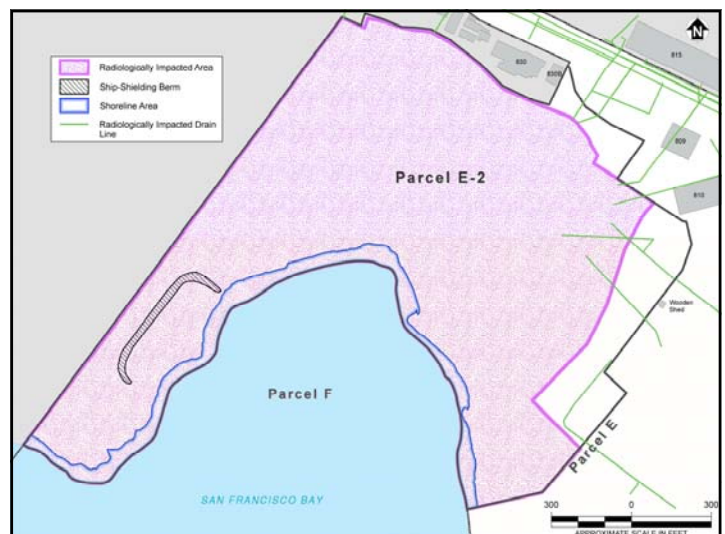 N
Radiologically Impacted Area
Ship-Shielding Berm
Shoreline Area
Radiologically Impacted Drain
Line
830
830B
815
809
810
Parcel E-2
Wooden
Shed
Parcel F
Parcel E
SAN FRANCISCO BAY
300 0 300
APPROXIMATE SCALE IN FEET